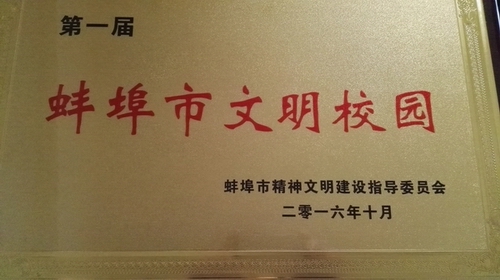 第一届
蚌埠市文明校园
蚌埠市精神文明建设指导委员会
二零一六年十月